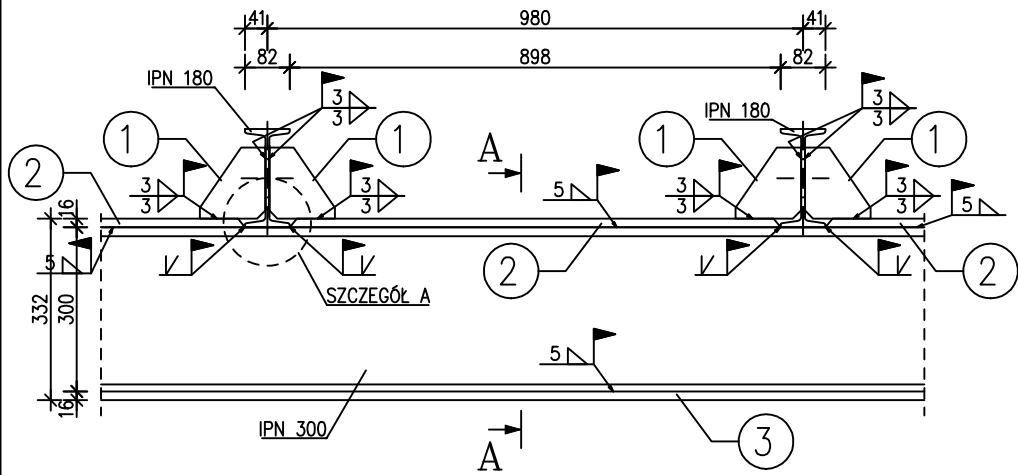 41 980 41
82 898 82
IPN 180 3 3 IPN 180 3 3
1 1 A 1 1
2 3 3 3 3 5 3 3 3 3 5
16
5 2 2 2
SZCZEGÓŁ A
332 300
5
16
IPN 300 3
A